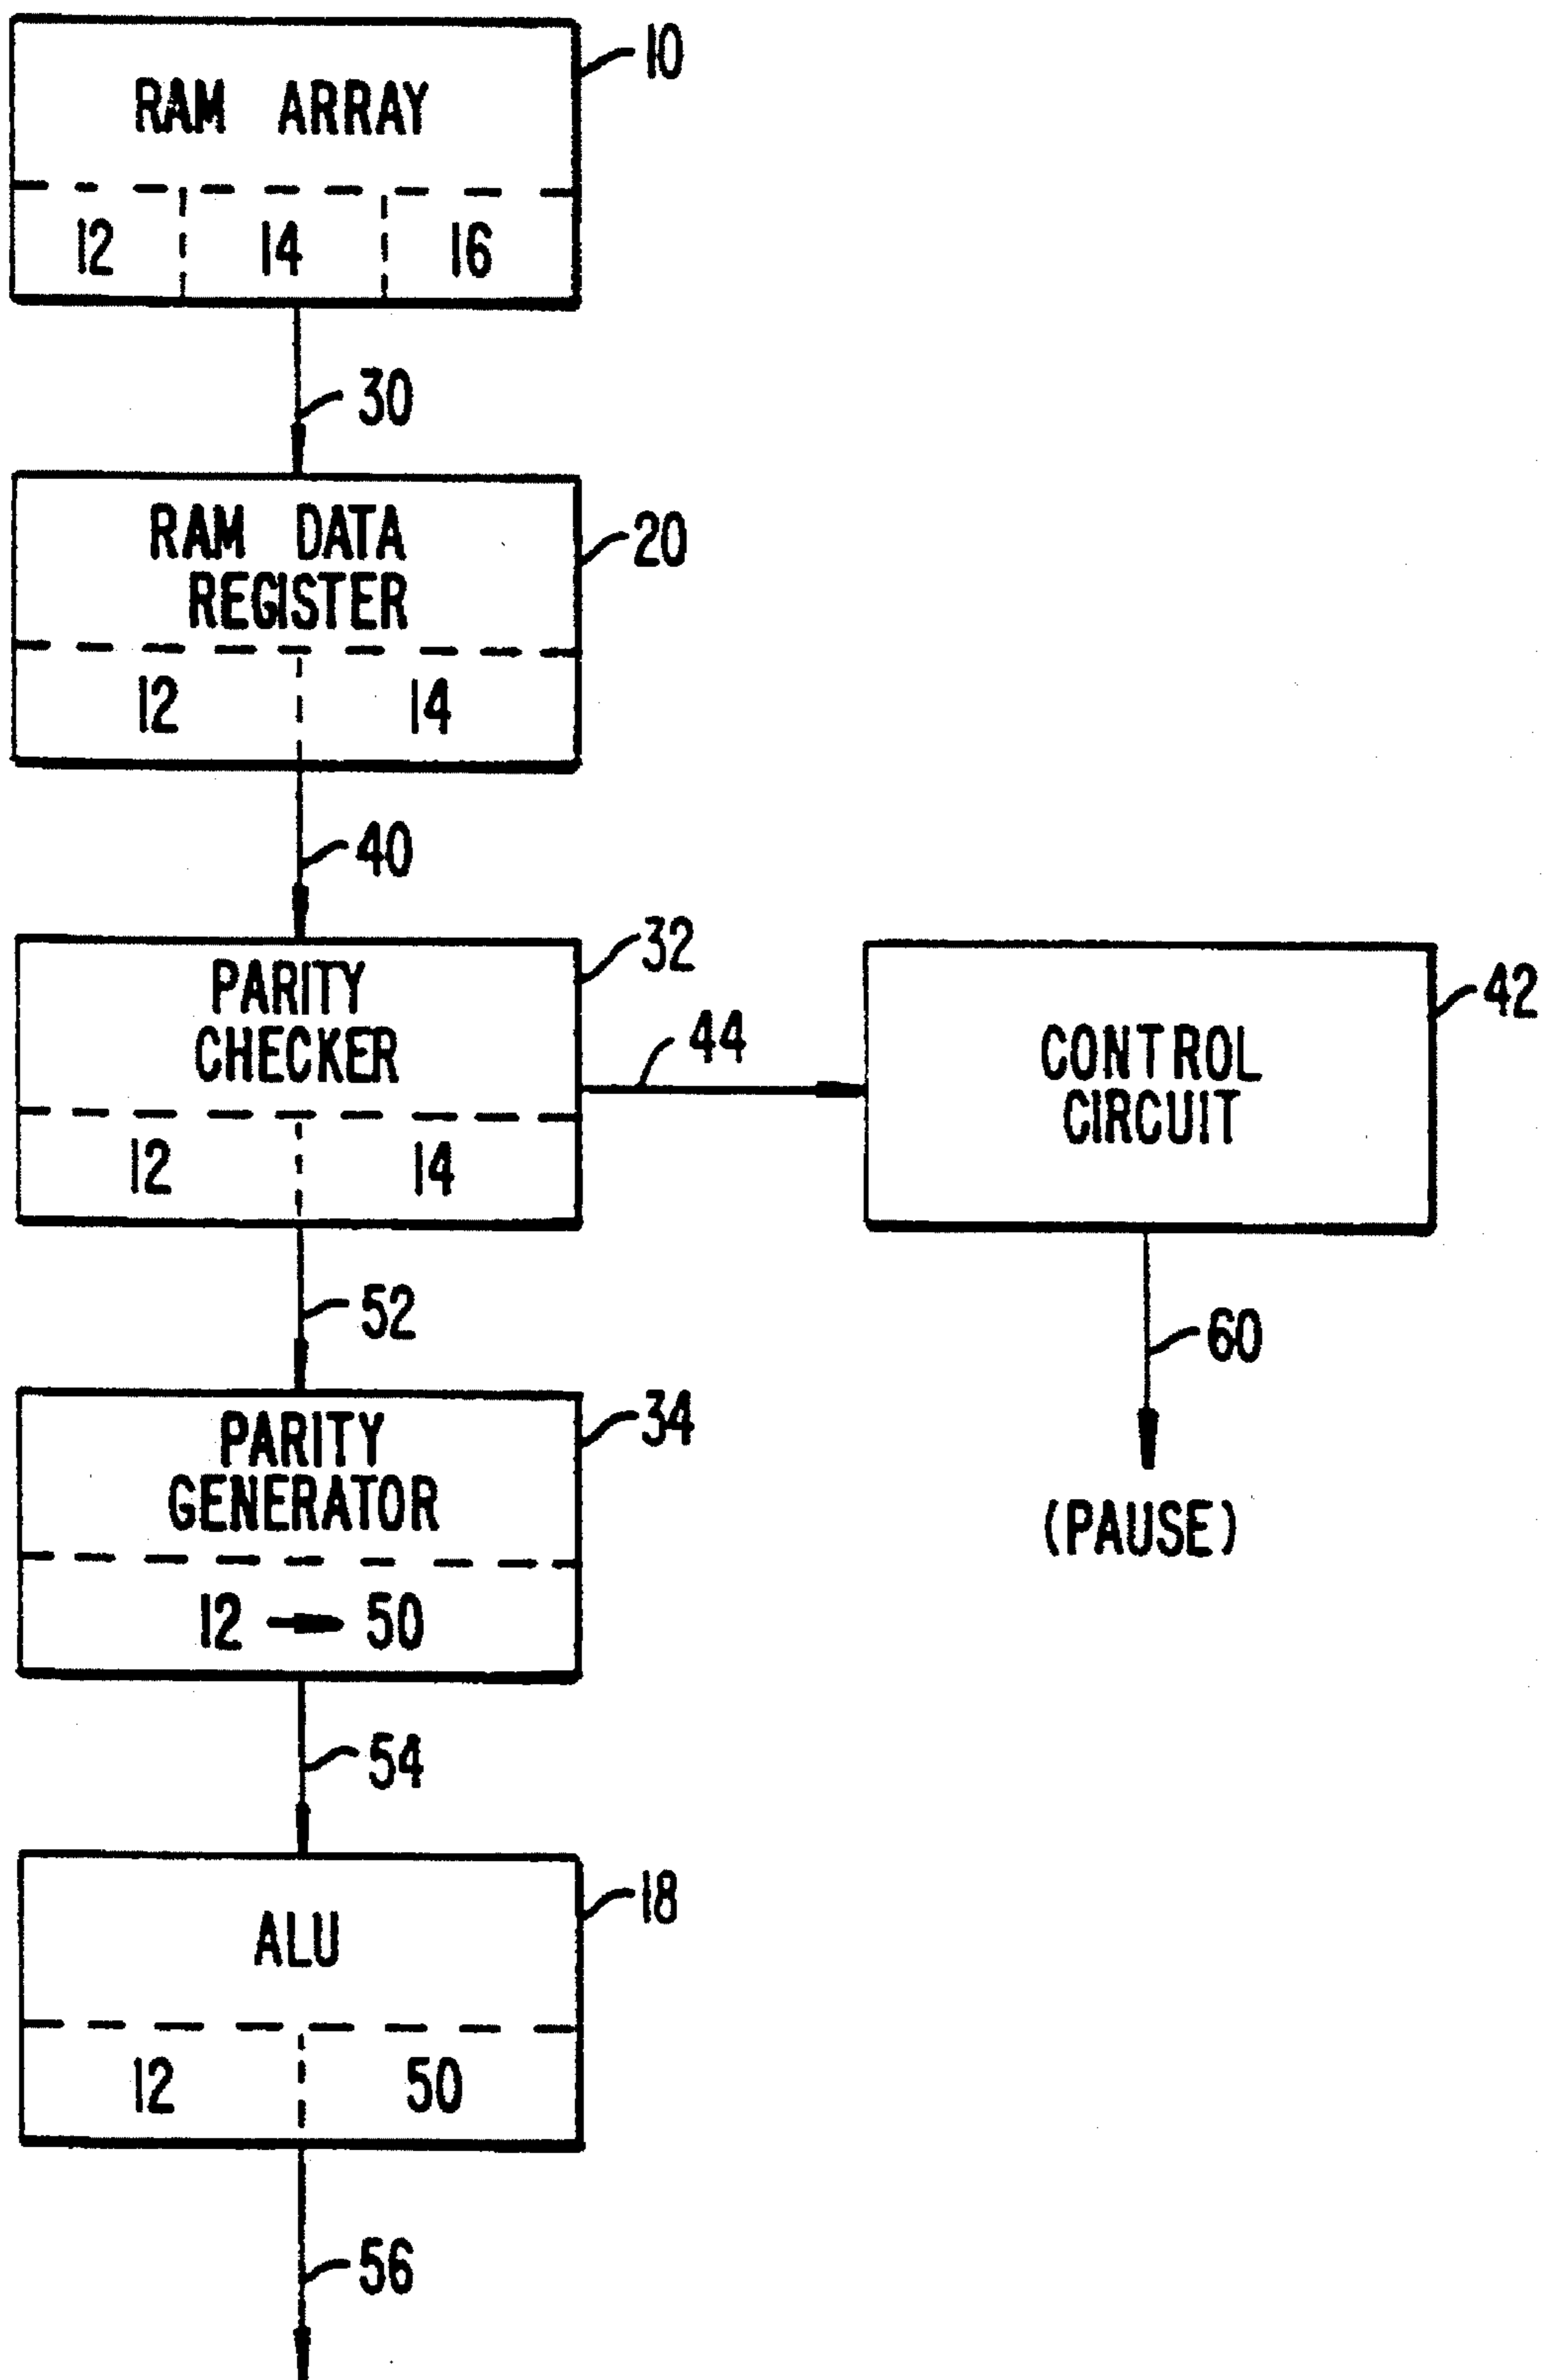 RAM ARRAY
10
12 14 16
30
RAM DATA
REGISTER
20
12 14
40
PARITY
CHECKER
32
12 14
44
CONTROL
CIRCUIT
42
52
60
(PAUSE)
PARITY
GENERATOR
34
12 → 50
54
ALU
18
12 50
56